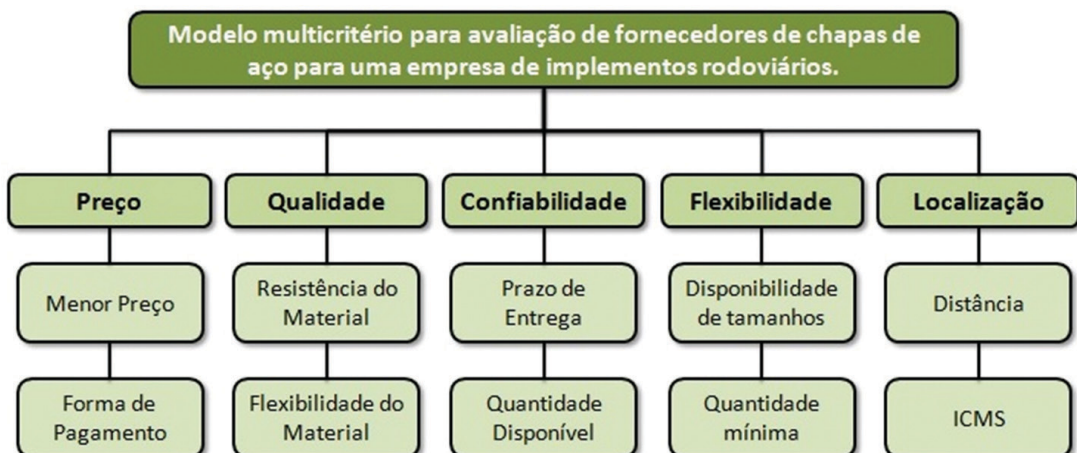 Modelo multicritério para avaliação de fornecedores de chapas de
aço para uma empresa de implementos rodoviários.
Preço
Qualidade
Confiabilidade
Flexibilidade
Localização
Menor Preço
Resistência do
Material
Prazo de
Entrega
Disponibilidade
de tamanhos
Distância
Forma de
Pagamento
Flexibilidade do
Material
Quantidade
Disponível
Quantidade
mínima
ICMS